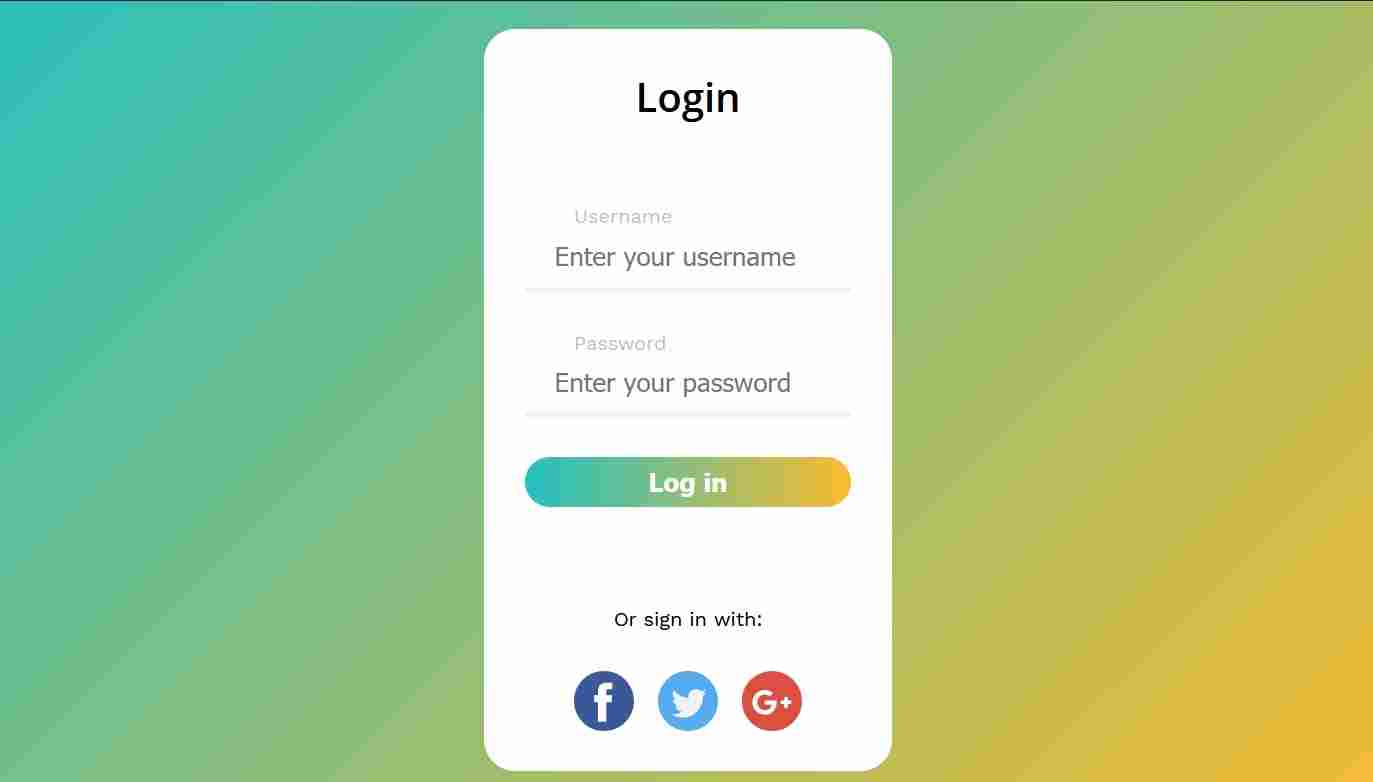 Login
Username
Enter your username
Password
Enter your password
Log in
Or sign in with:
f
G+